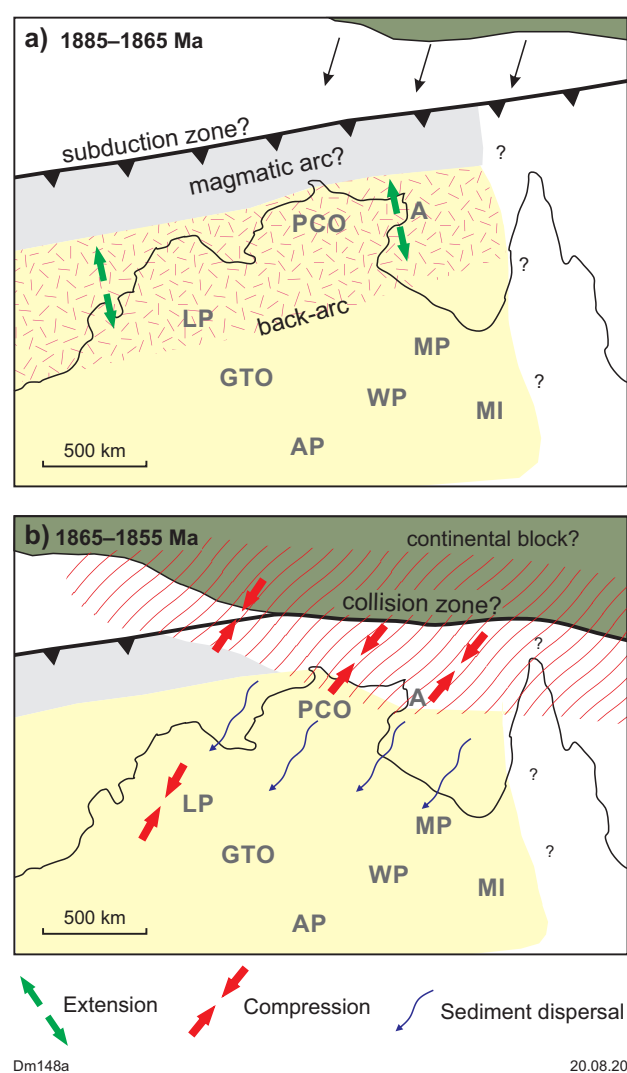 a) 1885–1865 Ma
subduction zone?
magmatic arc?
?
PCO
A
?
LP
back-arc
MP
GTO
WP
?
MI
AP
500 km
b) 1865–1855 Ma
continental block?
collision zone?
?
PCO
A
?
LP
MP
GTO
?
WP
MI
AP
500 km
Extension
Compression
Sediment dispersal
Dm148a
20.08.20